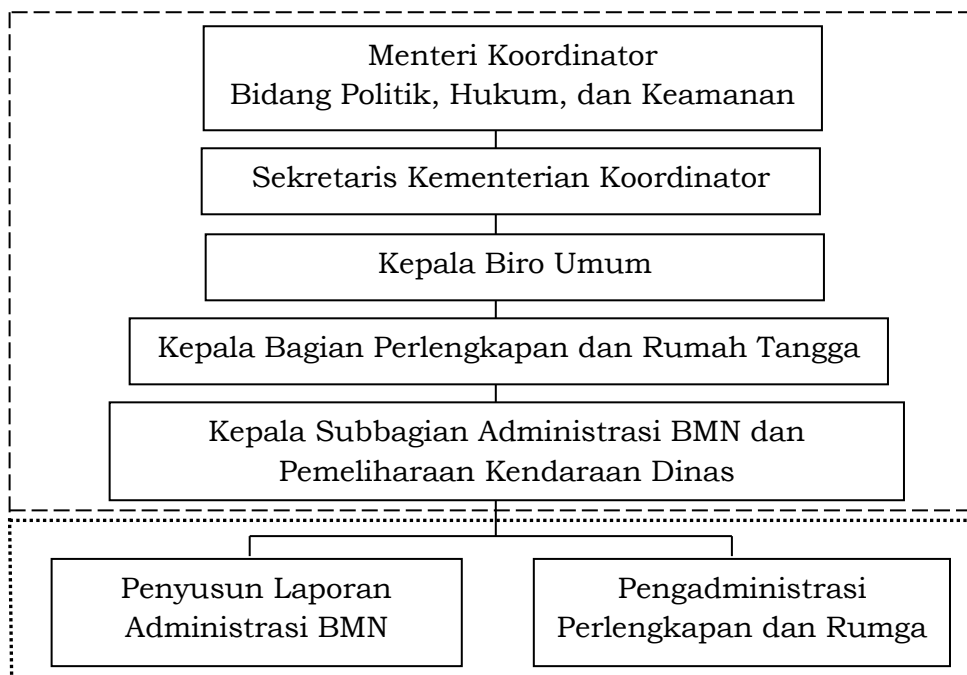 Menteri Koordinator
Bidang Politik, Hukum, dan Keamanan
Sekretaris Kementerian Koordinator
Kepala Biro Umum
Kepala Bagian Perlengkapan dan Rumah Tangga
Kepala Subbagian Administrasi BMN dan
Pemeliharaan Kendaraan Dinas
Penyusun Laporan
Administrasi BMN
Pengadministrasi
Perlengkapan dan Rumga